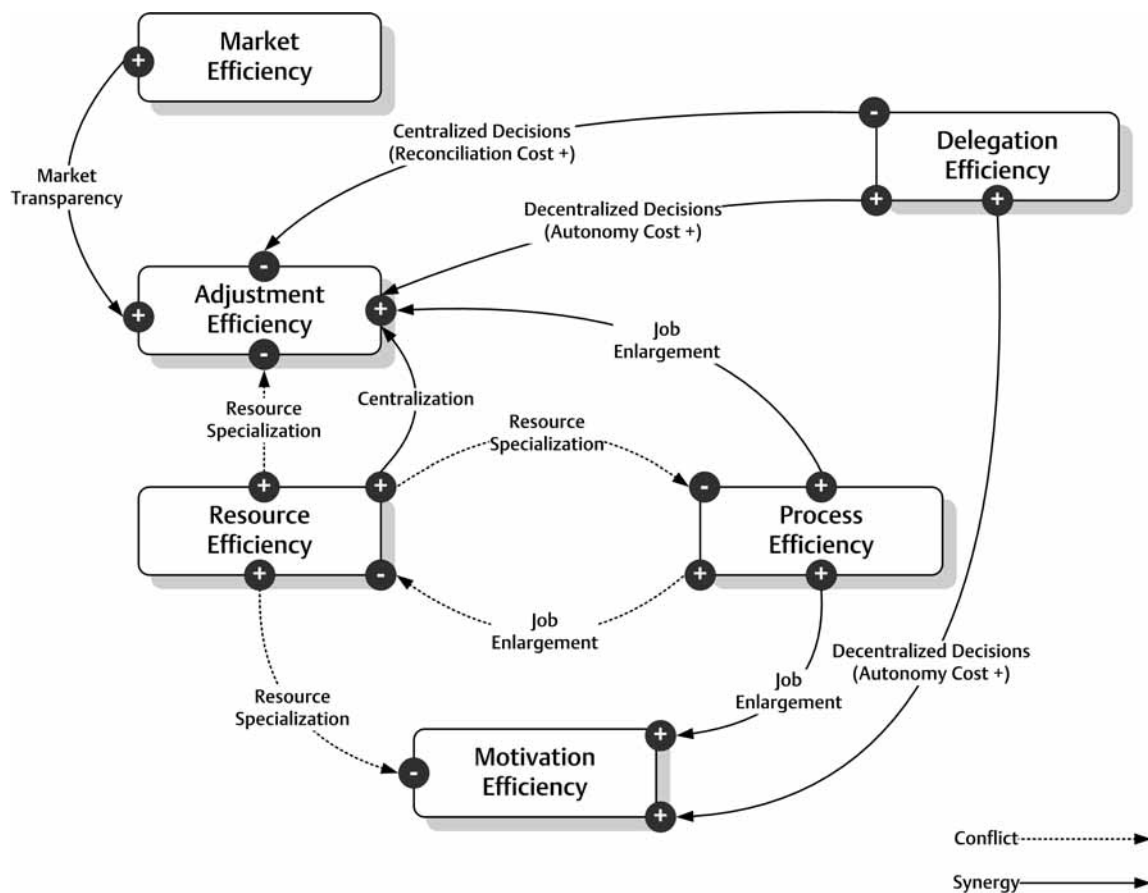 Market
Efficiency
+
-
Centralized Decisions
(Reconciliation Cost +)
Delegation
Efficiency
Market
Transparency
Decentralized Decisions
(Autonomy Cost +)
+
+
-
Adjustment
Efficiency
+
+
-
Job
Enlargement
Resource
Specialization
Centralization
Resource
Specialization
+
+
-
+
Resource
Efficiency
Process
Efficiency
+
-
+
+
Job
Enlargement
Decentralized Decisions
(Autonomy Cost +)
Job
Enlargement
Resource
Specialization
+
Motivation
Efficiency
-
+
Conflict
Synergy